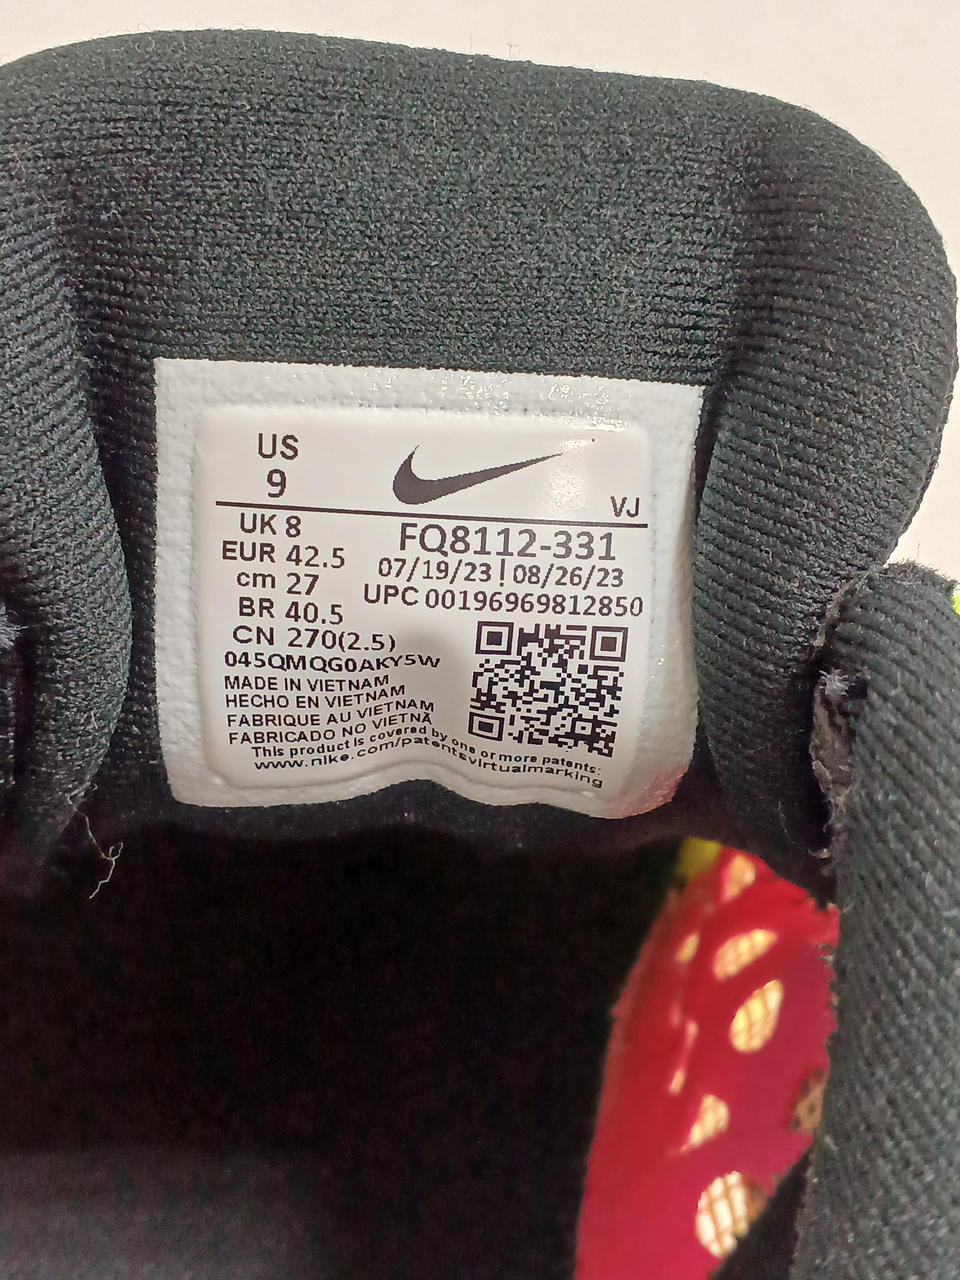 US
9
VJ
UK 8
EUR 42.5
cm 27
BR 40.5
CN 270(2.5)
FQ8112-331
07/19/23 | 08/26/23
UPC 00196969812850
045QMQG0AKY5W
MADE IN VIETNAM
HECHO EN VIETNAM
FABRIQUE AU VIETNAM
FABRICADO NO VIETNÃ
This product is covered by one or more patents:
www.nike.com/patentsvirtualmarking